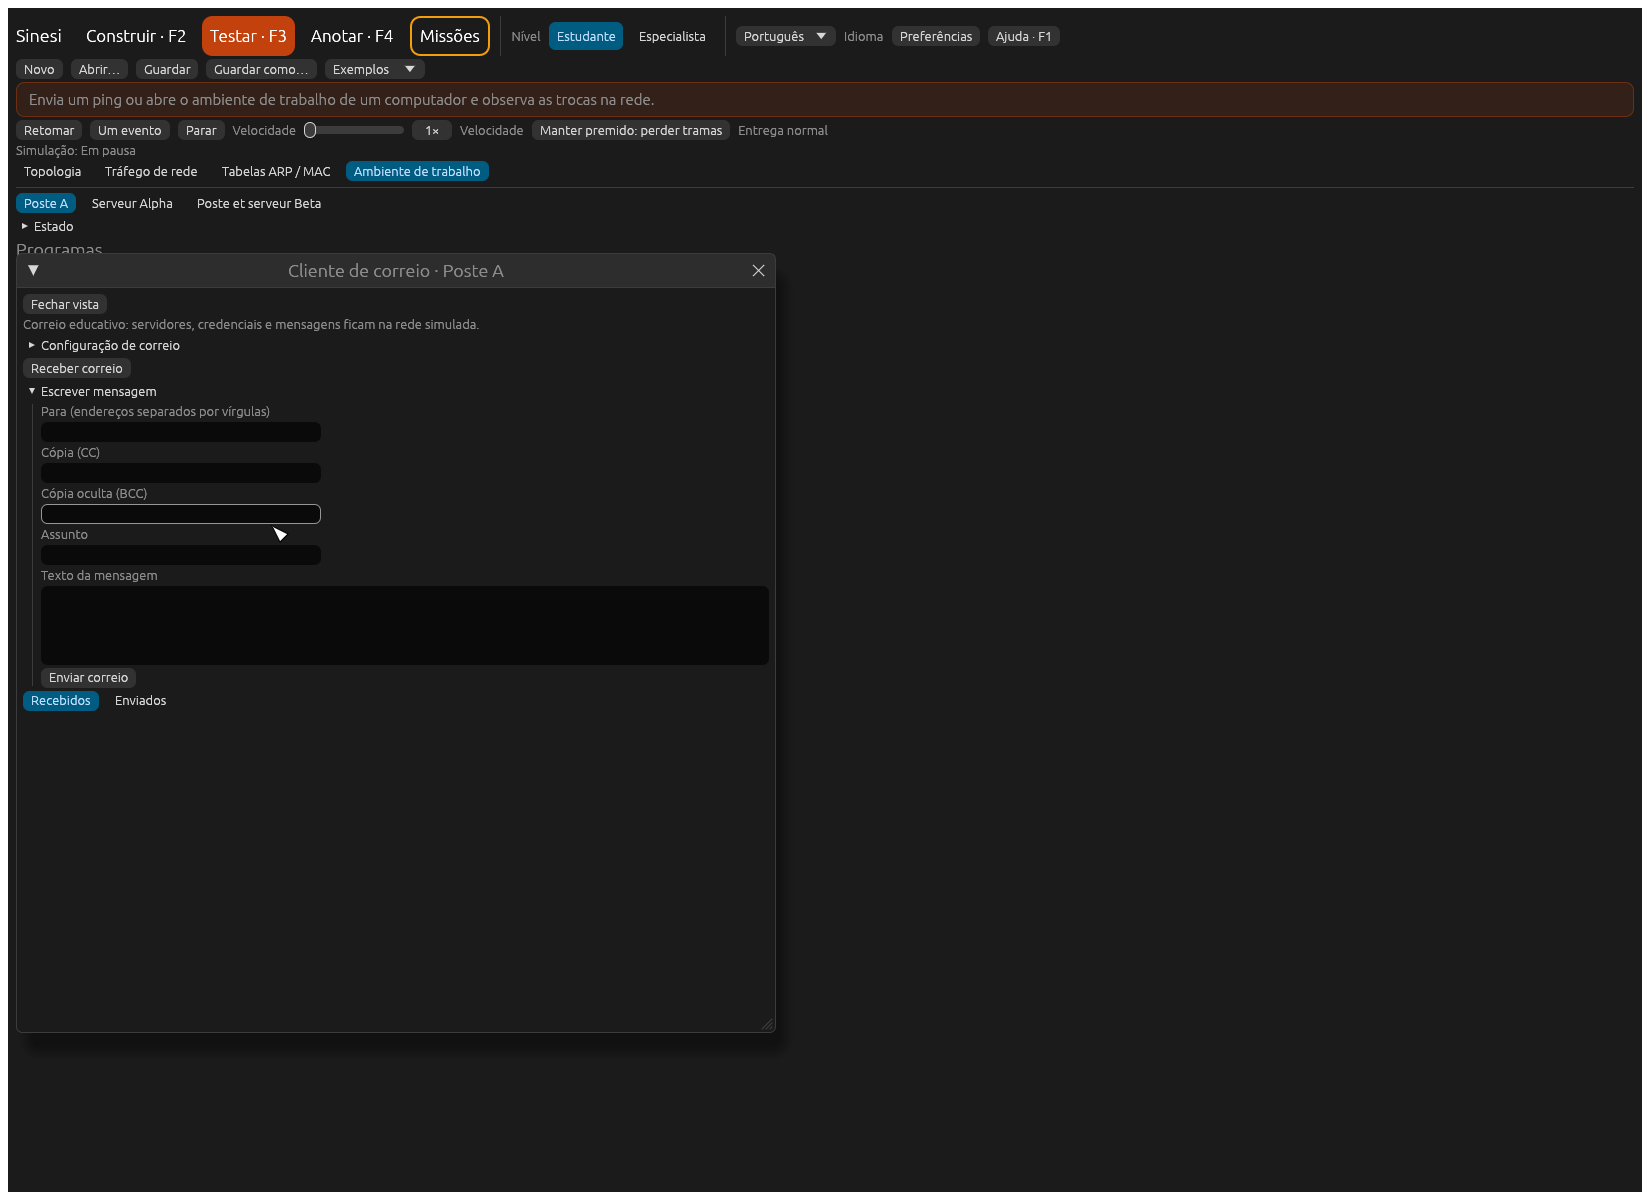 Sinesi Construir · F2 Testar · F3 Anotar · F4 Missões Nível Estudante Especialista Português Idioma Preferências Ajuda · F1
Novo Abrir… Guardar Guardar como… Exemplos
Envia um ping ou abre o ambiente de trabalho de um computador e observa as trocas na rede.
Retomar Um evento Parar Velocidade 1× Velocidade Manter premido: perder tramas Entrega normal
Simulação: Em pausa
Topologia Tráfego de rede Tabelas ARP / MAC Ambiente de trabalho
Poste A Serveur Alpha Poste et serveur Beta
Estado
Programas
Cliente de correio · Poste A
Fechar vista
Correio educativo: servidores, credenciais e mensagens ficam na rede simulada.
Configuração de correio
Receber correio
Escrever mensagem
Para (endereços separados por vírgulas)
Cópia (CC)
Cópia oculta (BCC)
Assunto
Texto da mensagem
Enviar correio
Recebidos Enviados